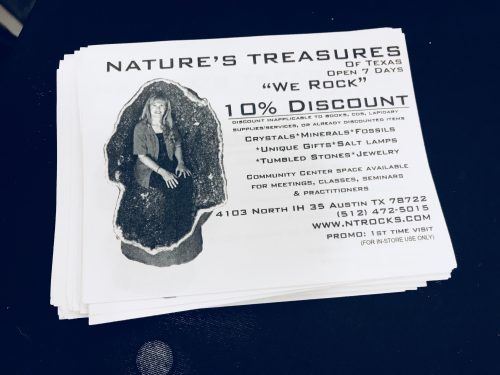 NATURE'S TREASURES
OF TEXAS
OPEN 7 DAYS
"WE ROCK"
10% DISCOUNT
DISCOUNT INAPPLICABLE TO BOOKS, CDS, LAPIDARY
SUPPLIES/SERVICES, OR ALREADY DISCOUNTED ITEMS
CRYSTALS*MINERALS*FOSSILS
*UNIQUE GIFTS*SALT LAMPS
*TUMBLED STONES*JEWELRY
COMMUNITY CENTER SPACE AVAILABLE
FOR MEETINGS, CLASSES, SEMINARS
& PRACTITIONERS
4103 NORTH IH 35 AUSTIN TX 78722
(512) 472-5015
WWW.NTROCKS.COM
PROMO: 1ST TIME VISIT
(FOR IN-STORE USE ONLY)